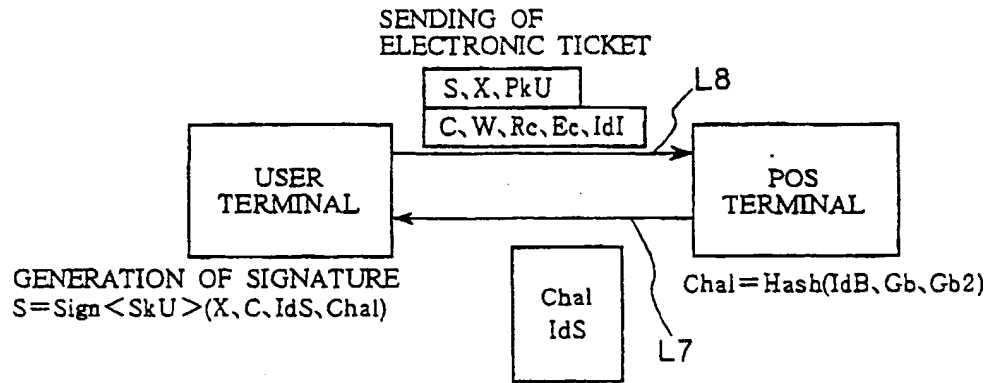 SENDING OF
ELECTRONIC TICKET
S、X、PkU
C、W、Rc、Ec、IdI
L8
USER
TERMINAL
POS
TERMINAL
GENERATION OF SIGNATURE
S=Sign<SkU>(X、C、IdS、Chal)
Chal
IdS
Chal=Hash(IdB、Gb、Gb2)
L7